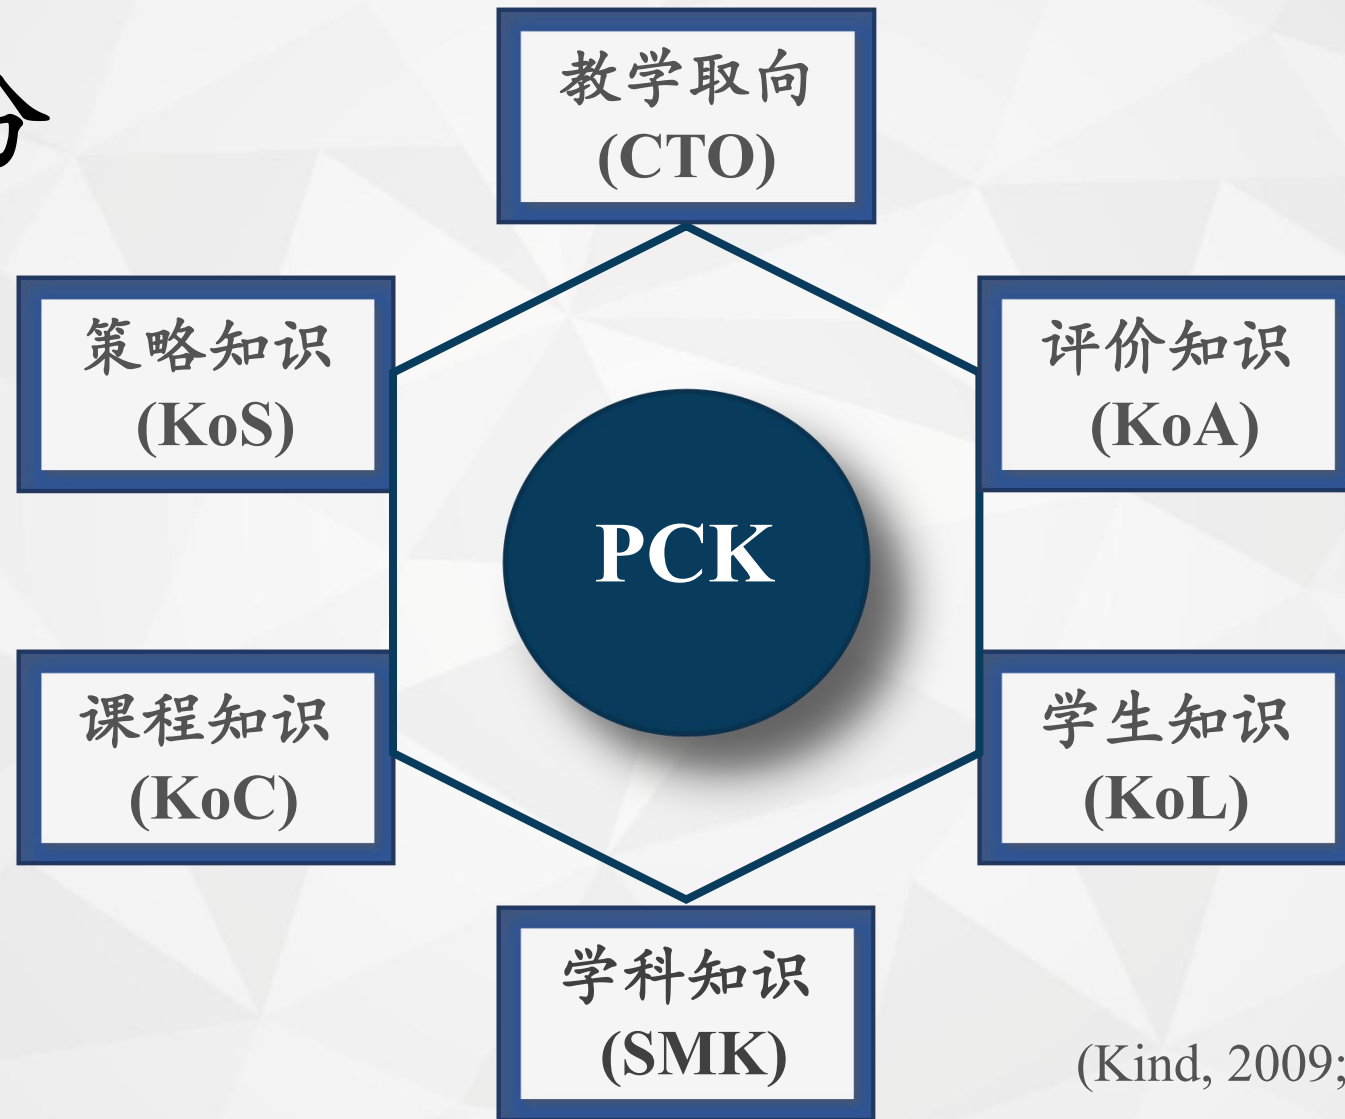 分
教学取向
(CTO)
策略知识
(KoS)
评价知识
(KoA)
PCK
课程知识
(KoC)
学生知识
(KoL)
学科知识
(SMK)
(Kind, 2009;